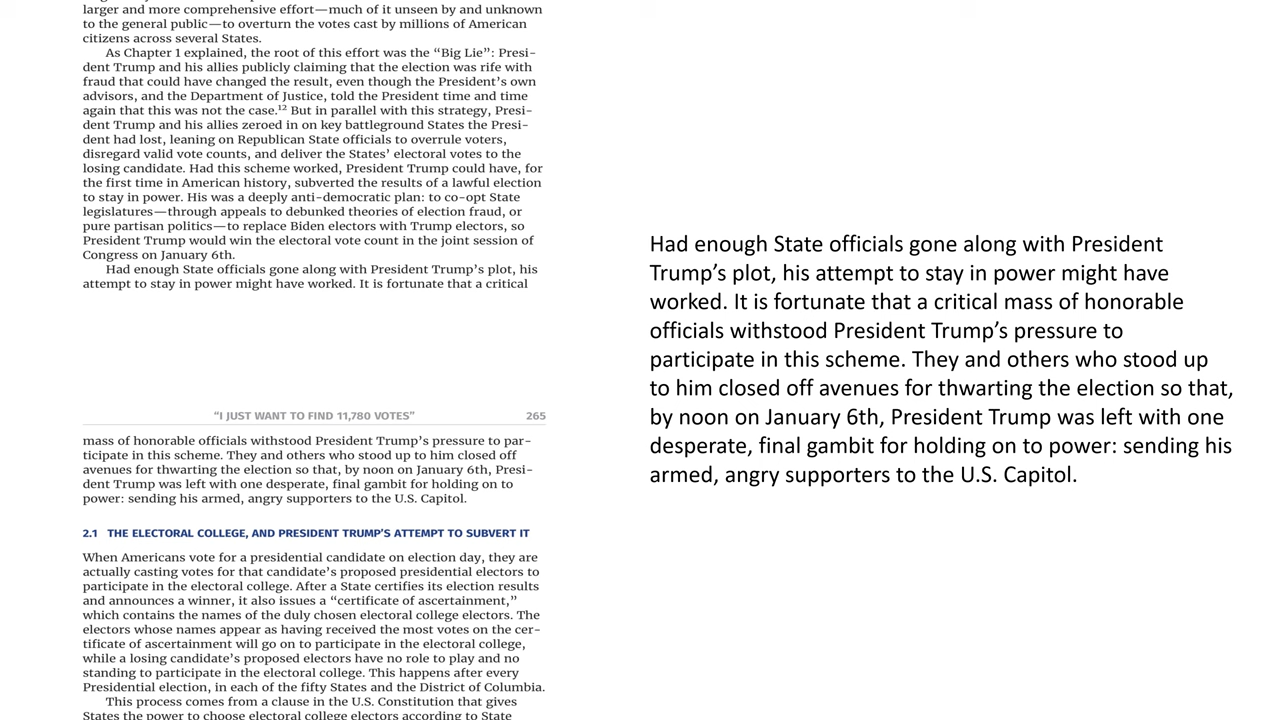 larger and more comprehensive effort—much of it unseen by and unknown
to the general public—to overturn the votes cast by millions of American
citizens across several States.
As Chapter 1 explained, the root of this effort was the “Big Lie”: Presi-
dent Trump and his allies publicly claiming that the election was rife with
fraud that could have changed the result, even though the President’s own
advisors, and the Department of Justice, told the President time and time
again that this was not the case.¹² But in parallel with this strategy, Presi-
dent Trump and his allies zeroed in on key battleground States the Presi-
dent had lost, leaning on Republican State officials to overrule voters,
disregard valid vote counts, and deliver the States’ electoral votes to the
losing candidate. Had this scheme worked, President Trump could have, for
the first time in American history, subverted the results of a lawful election
to stay in power. His was a deeply anti-democratic plan: to co-opt State
legislatures—through appeals to debunked theories of election fraud, or
pure partisan politics—to replace Biden electors with Trump electors, so
President Trump would win the electoral vote count in the joint session of
Congress on January 6th.
Had enough State officials gone along with President Trump’s plot, his
attempt to stay in power might have worked. It is fortunate that a critical
“I JUST WANT TO FIND 11,780 VOTES” 265
mass of honorable officials withstood President Trump’s pressure to par-
ticipate in this scheme. They and others who stood up to him closed off
avenues for thwarting the election so that, by noon on January 6th, Presi-
dent Trump was left with one desperate, final gambit for holding on to
power: sending his armed, angry supporters to the U.S. Capitol.
2.1 THE ELECTORAL COLLEGE, AND PRESIDENT TRUMP’S ATTEMPT TO SUBVERT IT
When Americans vote for a presidential candidate on election day, they are
actually casting votes for that candidate’s proposed presidential electors to
participate in the electoral college. After a State certifies its election results
and announces a winner, it also issues a “certificate of ascertainment,”
which contains the names of the duly chosen electoral college electors. The
electors whose names appear as having received the most votes on the cer-
tificate of ascertainment will go on to participate in the electoral college,
while a losing candidate’s proposed electors have no role to play and no
standing to participate in the electoral college. This happens after every
Presidential election, in each of the fifty States and the District of Columbia.
This process comes from a clause in the U.S. Constitution that gives
States the power to choose electoral college electors according to State
Had enough State officials gone along with President
Trump’s plot, his attempt to stay in power might have
worked. It is fortunate that a critical mass of honorable
officials withstood President Trump’s pressure to
participate in this scheme. They and others who stood up
to him closed off avenues for thwarting the election so that,
by noon on January 6th, President Trump was left with one
desperate, final gambit for holding on to power: sending his
armed, angry supporters to the U.S. Capitol.